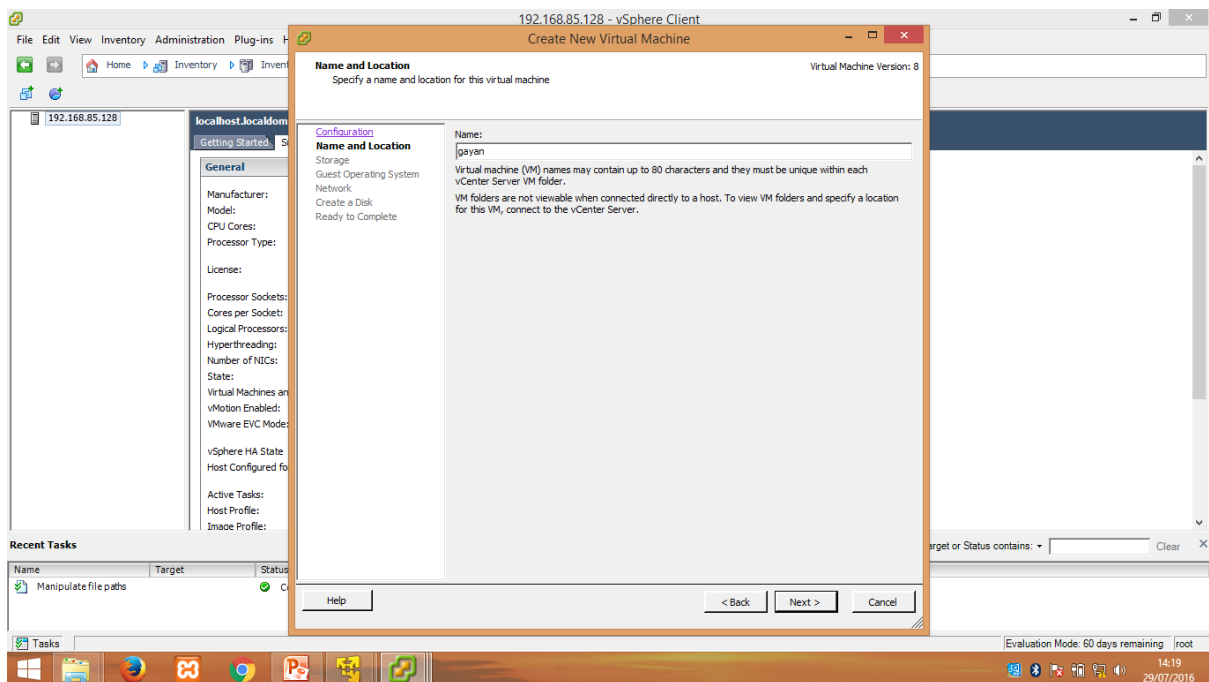 192.168.85.128 - vSphere Client
File Edit View Inventory Administration Plug-ins H
Home Inventory Invent
192.168.85.128
localhost.localdom
Getting Started
General
Manufacturer:
Model:
CPU Cores:
Processor Type:
License:
Processor Sockets:
Cores per Socket:
Logical Processors:
Hyperthreading:
Number of NICs:
State:
Virtual Machines an
vMotion Enabled:
VMware EVC Mode:
vSphere HA State
Host Configured fo
Active Tasks:
Host Profile:
Image Profile:
Create New Virtual Machine
Name and Location
Specify a name and location for this virtual machine
Virtual Machine Version: 8
Configuration
Name and Location
Storage
Guest Operating System
Network
Create a Disk
Ready to Complete
Name:
gayan
Virtual machine (VM) names may contain up to 80 characters and they must be unique within each
vCenter Server VM folder.
VM folders are not viewable when connected directly to a host. To view VM folders and specify a location
for this VM, connect to the vCenter Server.
Help
< Back Next > Cancel
Recent Tasks
arget or Status contains: Clear
Name Target Status
Manipulate file paths
Tasks
Evaluation Mode: 60 days remaining root
14:19
29/07/2016